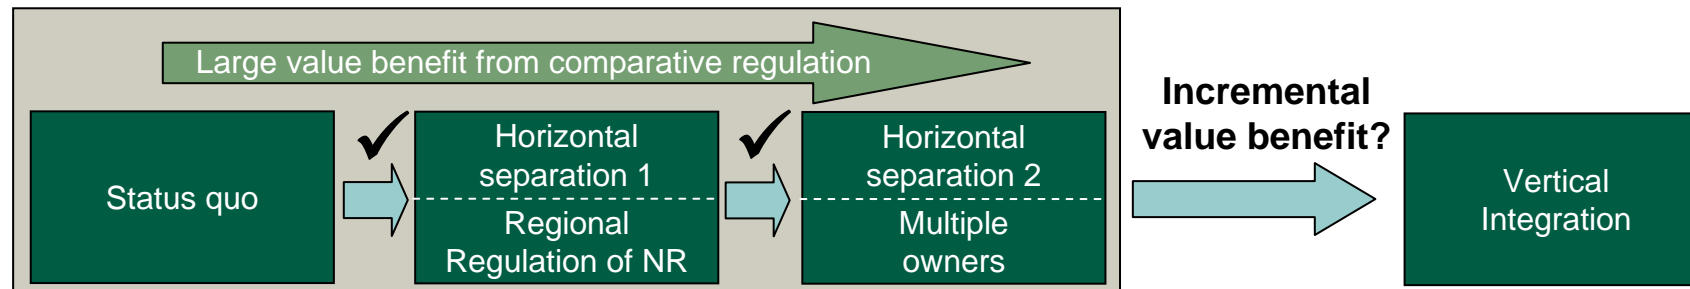 Large value benefit from comparative regulation
Status quo
Horizontal
separation 1
Regional
Regulation of NR
Horizontal
separation 2
Multiple
owners
Incremental
value benefit?
Vertical
Integration